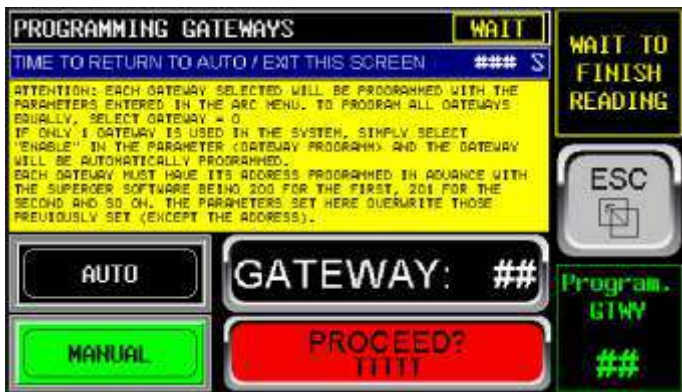 PROGRAMMING GATEWAYS
WAIT
TIME TO RETURN TO AUTO / EXIT THIS SCREEN ### S
ATTENTION: EACH GATEWAY SELECTED WILL BE PROGRAMMED WITH THE
PARAMETERS ENTERED IN THE ARC MENU. TO PROGRAM ALL GATEWAYS
EQUALLY, SELECT GATEWAY = 0
IF ONLY 1 GATEWAY IS USED IN THE SYSTEM, SIMPLY SELECT
"ENABLE" IN THE PARAMETER (GATEWAY PROGRAMM) AND THE GATEWAY
WILL BE AUTOMATICALLY PROGRAMMED.
EACH GATEWAY MUST HAVE ITS ADDRESS PROGRAMMED IN ADVANCE WITH
THE SUPERGER SOFTWARE BEING 200 FOR THE FIRST, 201 FOR THE
SECOND AND SO ON. THE PARAMETERS SET HERE OVERWRITE THOSE
PREVIOUSLY SET (EXCEPT THE ADDRESS).
WAIT TO
FINISH
READING
ESC
AUTO
GATEWAY: ##
MANUAL
PROCEED?
TTTTT
Program.
GTWY
##